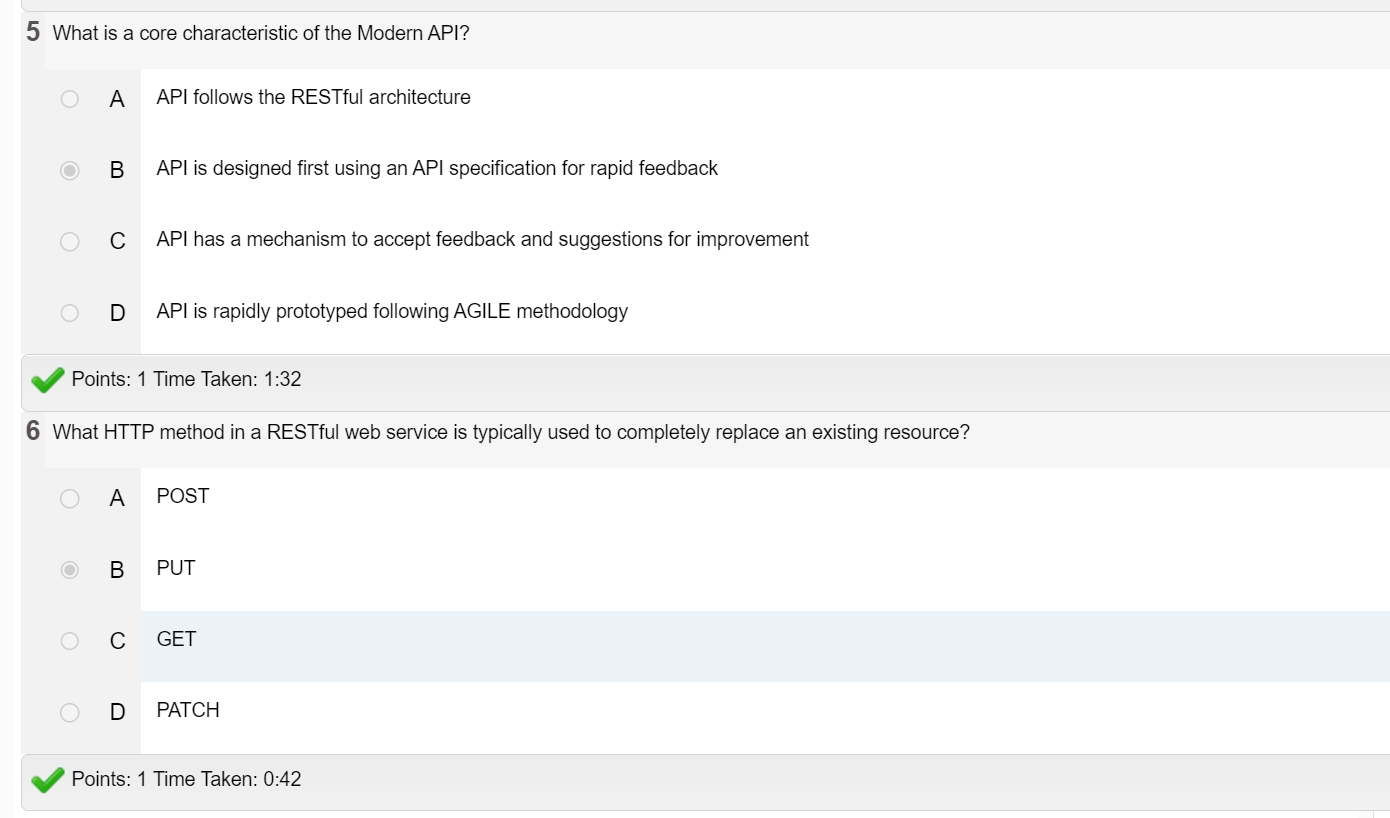 5 What is a core characteristic of the Modern API?
A API follows the RESTful architecture
B API is designed first using an API specification for rapid feedback
C API has a mechanism to accept feedback and suggestions for improvement
D API is rapidly prototyped following AGILE methodology
Points: 1 Time Taken: 1:32
6 What HTTP method in a RESTful web service is typically used to completely replace an existing resource?
A POST
B PUT
C GET
D PATCH
Points: 1 Time Taken: 0:42